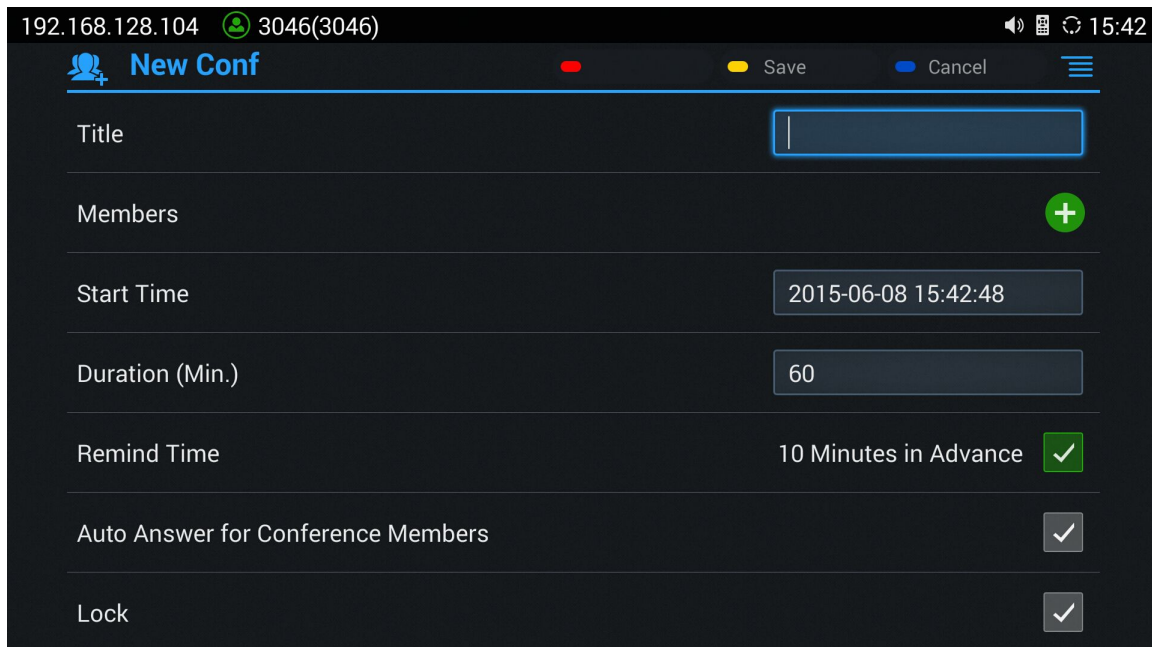 192.168.128.104 3046(3046) 15:42
New Conf Save Cancel
Title
Members
Start Time 2015-06-08 15:42:48
Duration (Min.) 60
Remind Time 10 Minutes in Advance
Auto Answer for Conference Members
Lock